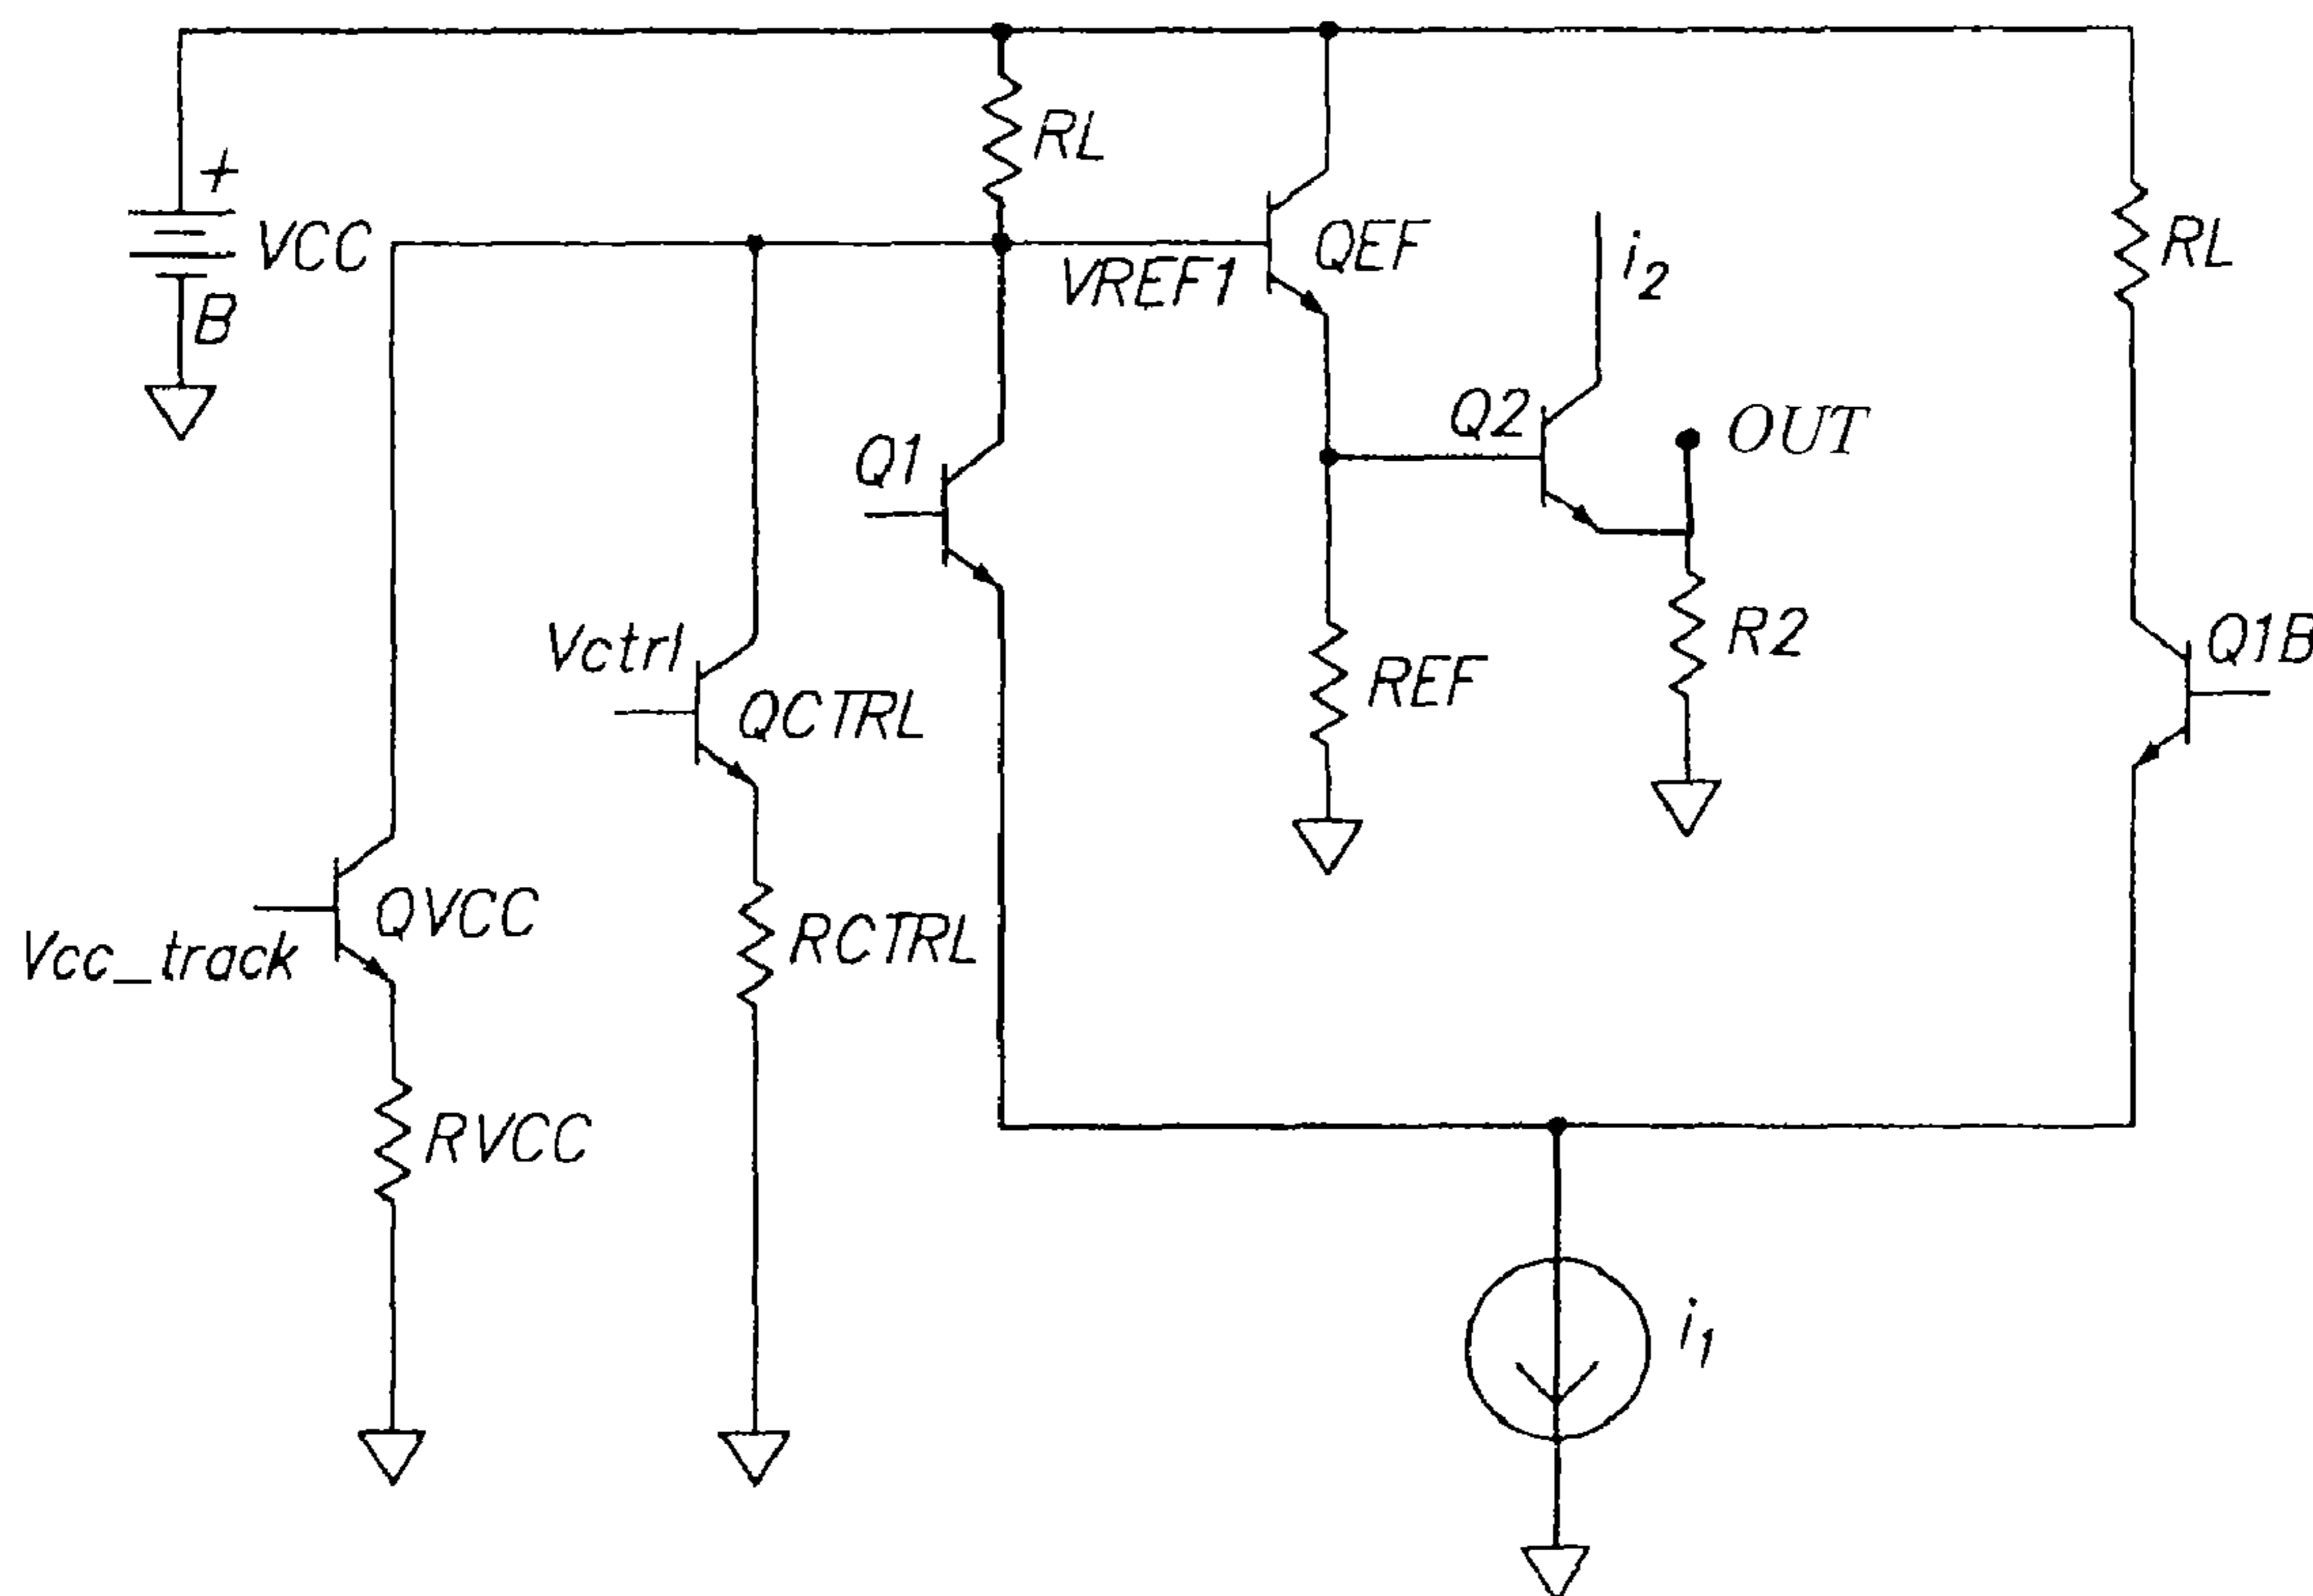 +
RL
VCC
QEF
i2
RL
VREF1
B
Q2
OUT
Q1
Vctrl
R2
Q1B
REF
QCTRL
QVCC
Vcc_track
RCTRL
RVCC
i1